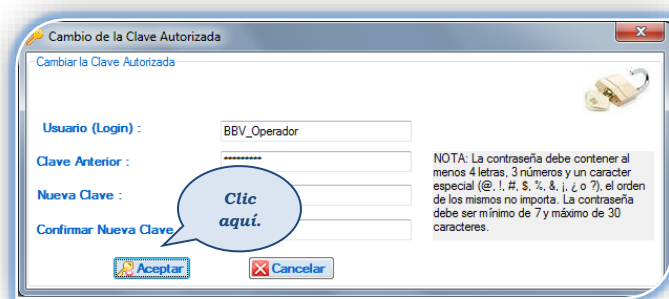 Cambio de la Clave Autorizada
Cambiar la Clave Autorizada
Usuario (Login) :
BBV_Operador
Clave Anterior :
*********
Nueva Clave :
Confirmar Nueva Clave
Clic
aquí.
NOTA: La contraseña debe contener al
menos 4 letras, 3 números y un caracter
especial (@, !, #, $, %, &, ¡, ¿ o ?), el orden
de los mismos no importa. La contraseña
debe ser mínimo de 7 y máximo de 30
caracteres.
Aceptar
Cancelar